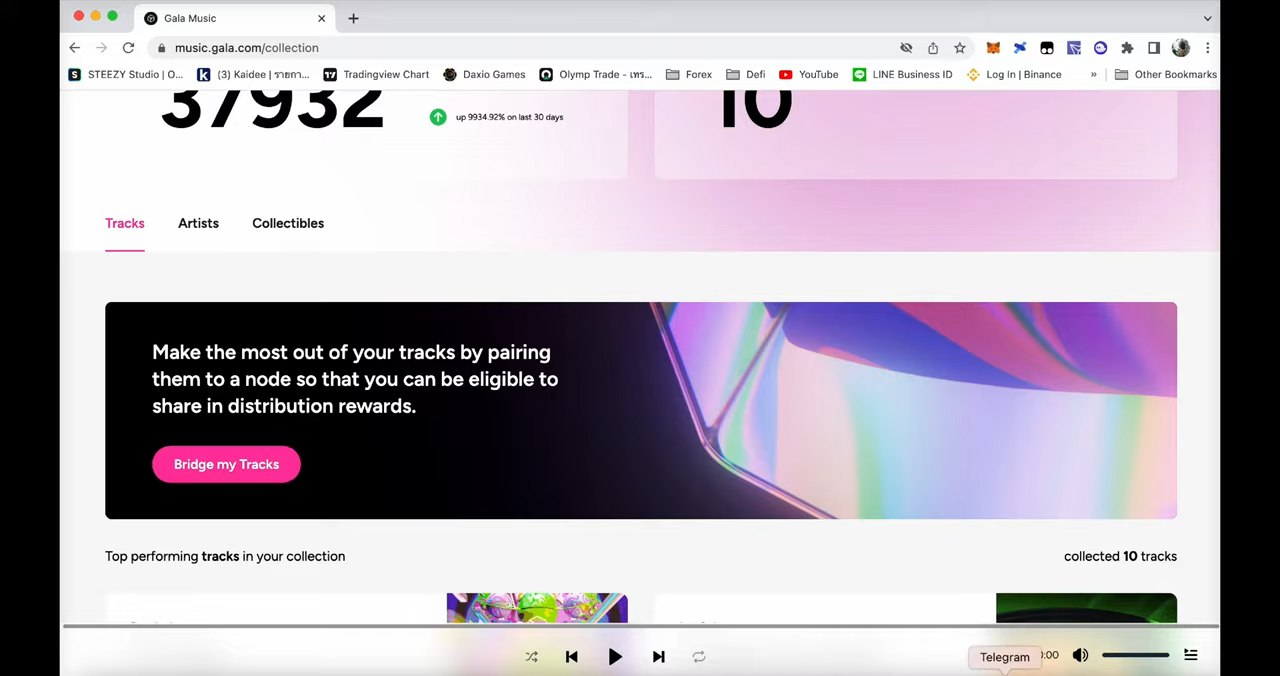 Gala Music
music.gala.com/collection
STEEZY Studio | O...
(3) Kaidee | รายกา...
Tradingview Chart
Daxio Games
Olymp Trade - เทร...
Forex
Defi
YouTube
LINE Business ID
Log In | Binance
»
Other Bookmarks
37932
up 9934.92% on last 30 days
10
Tracks
Artists
Collectibles
Make the most out of your tracks by pairing
them to a node so that you can be eligible to
share in distribution rewards.
Bridge my Tracks
Top performing tracks in your collection
collected 10 tracks
Telegram
:00